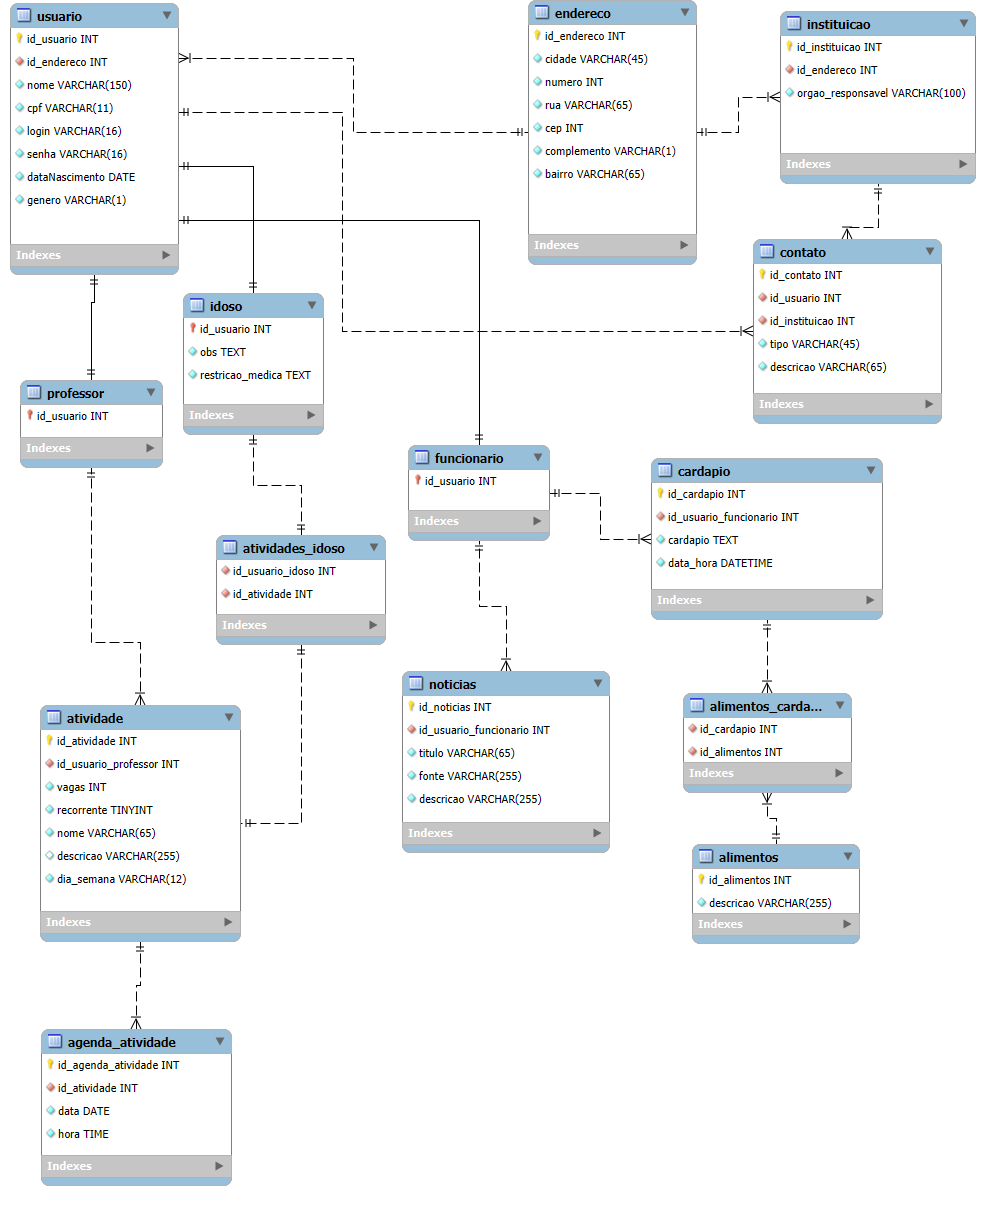 usuario
id_usuario INT
id_endereco INT
nome VARCHAR(150)
cpf VARCHAR(11)
login VARCHAR(16)
senha VARCHAR(16)
dataNascimento DATE
genero VARCHAR(1)
Indexes
endereco
id_endereco INT
cidade VARCHAR(45)
numero INT
rua VARCHAR(65)
cep INT
complemento VARCHAR(1)
bairro VARCHAR(65)
Indexes
instituicao
id_instituicao INT
id_endereco INT
orgao_responsavel VARCHAR(100)
Indexes
contato
id_contato INT
id_usuario INT
id_instituicao INT
tipo VARCHAR(45)
descricao VARCHAR(65)
Indexes
idoso
id_usuario INT
obs TEXT
restricao_medica TEXT
Indexes
professor
id_usuario INT
Indexes
funcionario
id_usuario INT
Indexes
cardapio
id_cardapio INT
id_usuario_funcionario INT
cardapio TEXT
data_hora DATETIME
Indexes
atividades_idoso
id_usuario_idoso INT
id_atividade INT
Indexes
noticias
id_noticias INT
id_usuario_funcionario INT
titulo VARCHAR(65)
fonte VARCHAR(255)
descricao VARCHAR(255)
Indexes
alimentos_carda...
id_cardapio INT
id_alimentos INT
Indexes
atividade
id_atividade INT
id_usuario_professor INT
vagas INT
recorrente TINYINT
nome VARCHAR(65)
descricao VARCHAR(255)
dia_semana VARCHAR(12)
Indexes
alimentos
id_alimentos INT
descricao VARCHAR(255)
Indexes
agenda_atividade
id_agenda_atividade INT
id_atividade INT
data DATE
hora TIME
Indexes